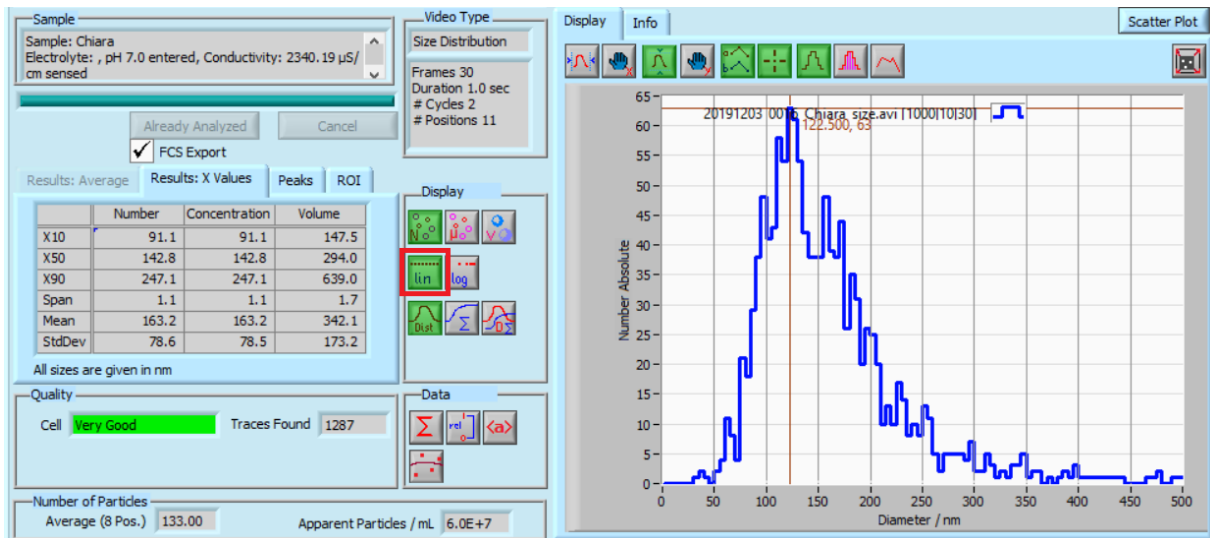 Sample
Sample: Chiara
Electrolyte: , pH 7.0 entered, Conductivity: 2340.19 µS/
cm sensed
Already Analyzed
Cancel
FCS Export
Results: Average
Results: X Values
Peaks
ROI
Number Concentration Volume
X10 91.1 91.1 147.5
X50 142.8 142.8 294.0
X90 247.1 247.1 639.0
Span 1.1 1.1 1.7
Mean 163.2 163.2 342.1
StdDev 78.6 78.5 173.2
All sizes are given in nm
Quality
Cell Very Good
Traces Found 1287
Number of Particles
Average (8 Pos.) 133.00
Apparent Particles / mL 6.0E+7
Video Type
Size Distribution
Frames 30
Duration 1.0 sec
# Cycles 2
# Positions 11
Display
N µ V
lin log
Dist Σ D Σ
Data
Σ rel <a>
Display
Info
Scatter Plot
X Y
Chiara_size.avi [1000|10|30]
122.500, 63
Number Absolute
65
60
55
50
45
40
35
30
25
20
15
10
5
0
0 50 100 150 200 250 300 350 400 450 500
Diameter / nm